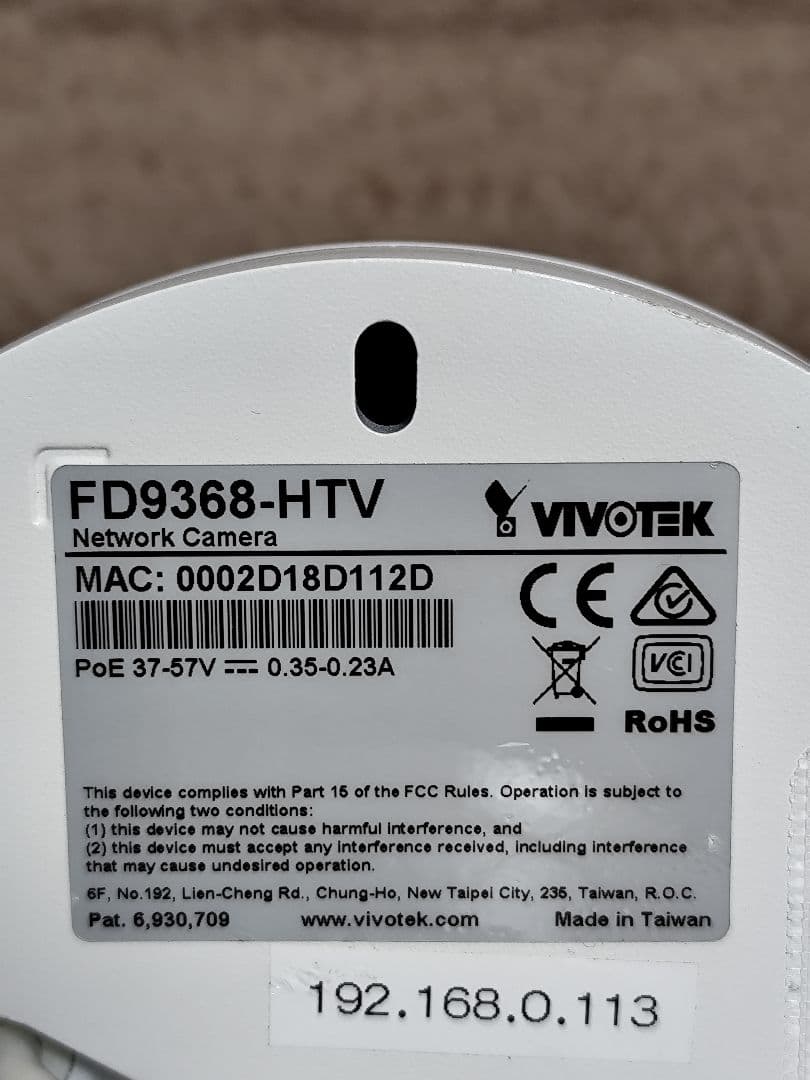 FD9368-HTV
VIVOTEK
Network Camera
MAC: 0002D18D112D
CE
PoE 37-57V 0.35-0.23A
VCI
RoHS
This device complies with Part 15 of the FCC Rules. Operation is subject to
the following two conditions:
(1) this device may not cause harmful interference, and
(2) this device must accept any interference received, including interference
that may cause undesired operation.
6F, No.192, Lien-Cheng Rd., Chung-Ho, New Taipei City, 235, Taiwan, R.O.C.
Pat. 6,930,709 www.vivotek.com Made in Taiwan
192.168.0.113